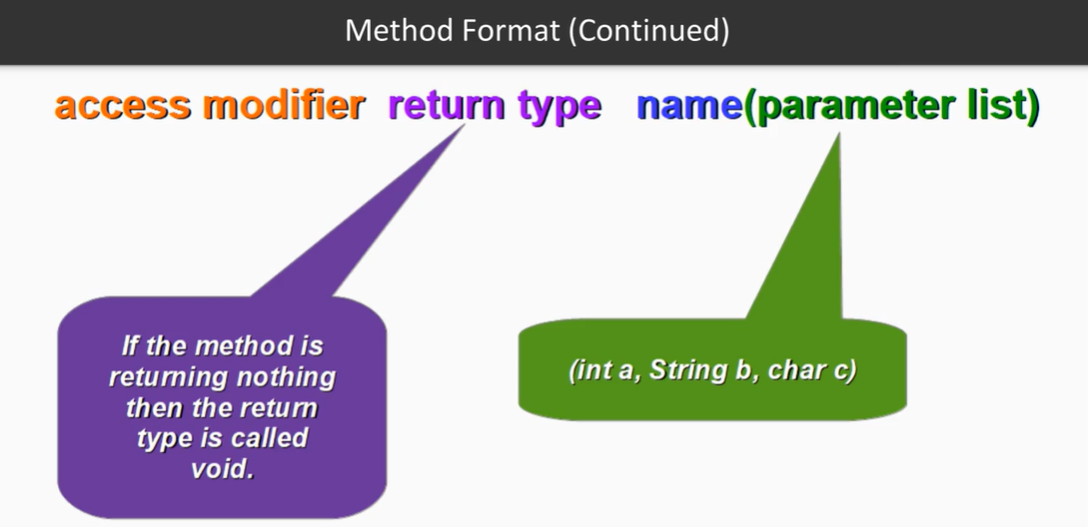 Method Format (Continued)
access modifier return type name(parameter list)
If the method is
returning nothing
then the return
type is called
void.
(int a, String b, char c)